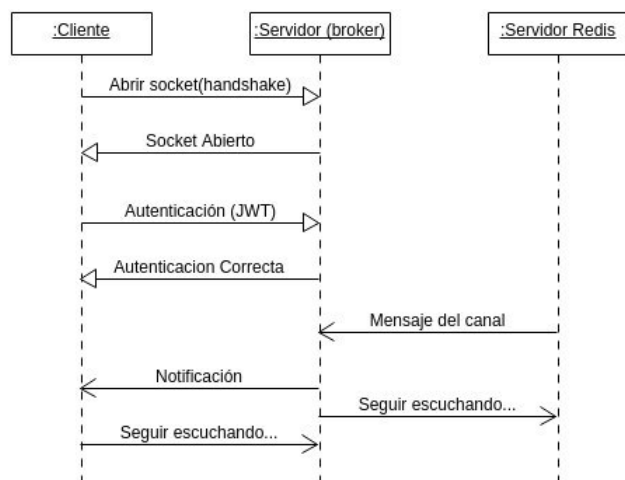 :Cliente
:Servidor (broker)
:Servidor Redis
Abrir socket(handshake)
Socket Abierto
Autenticación (JWT)
Autenticacion Correcta
Mensaje del canal
Notificación
Seguir escuchando...
Seguir escuchando...